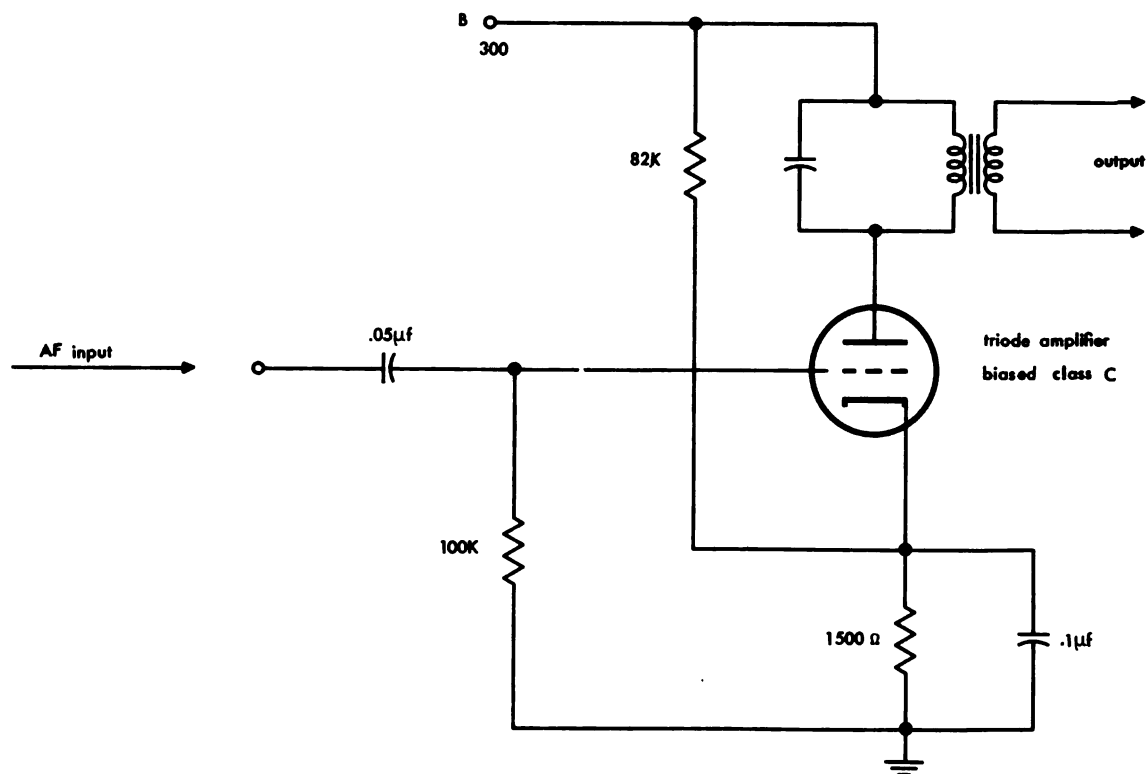 B
300
82K
output
.05µf
AF input
triode amplifier
biased class C
100K
1500 Ω
.1µf